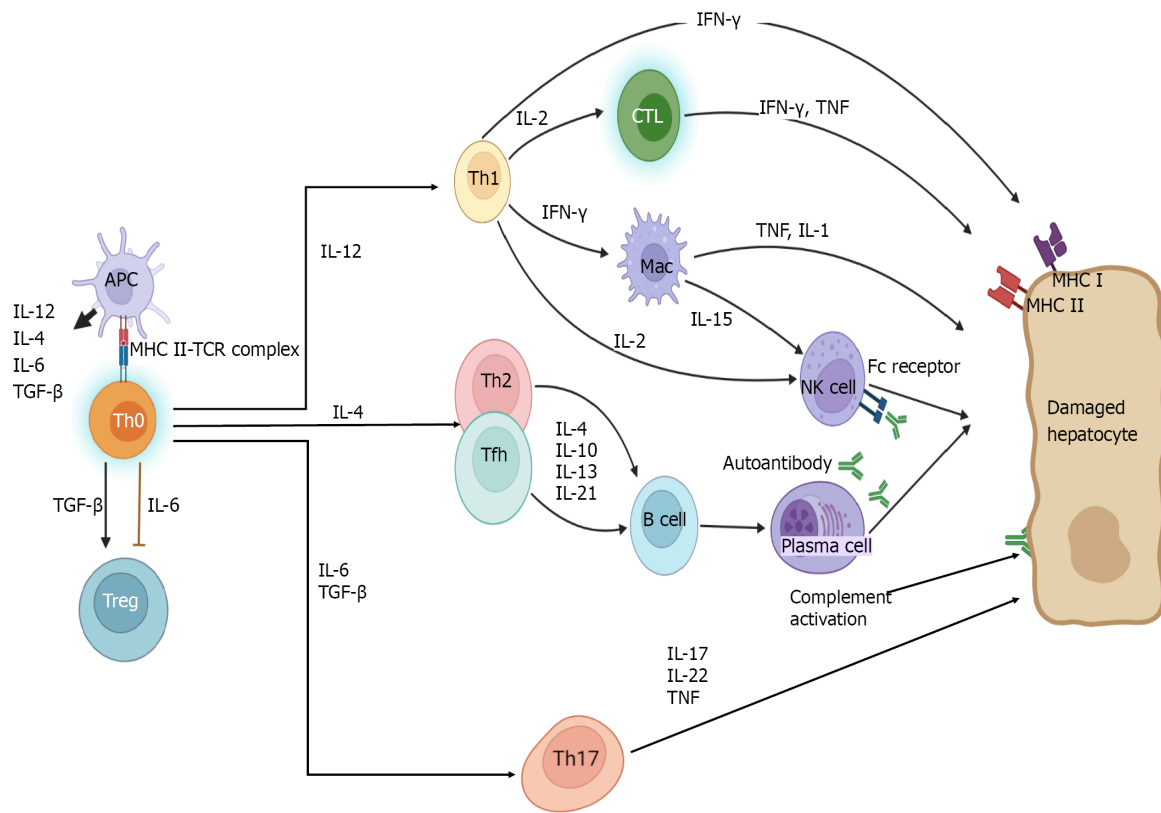 IFN-γ
IL-2
CTL
IFN-γ, TNF
Th1
IFN-γ
TNF, IL-1
IL-12
Mac
APC
MHC I
MHC II
IL-12
IL-4
IL-6
TGF-β
MHC II-TCR complex
IL-15
IL-2
Fc receptor
NK cell
Th2
Th0
IL-4
Damaged
hepatocyte
Tfh
IL-4
IL-10
IL-13
IL-21
Autoantibody
TGF-β
IL-6
B cell
Plasma cell
IL-6
TGF-β
Treg
Complement
activation
IL-17
IL-22
TNF
Th17